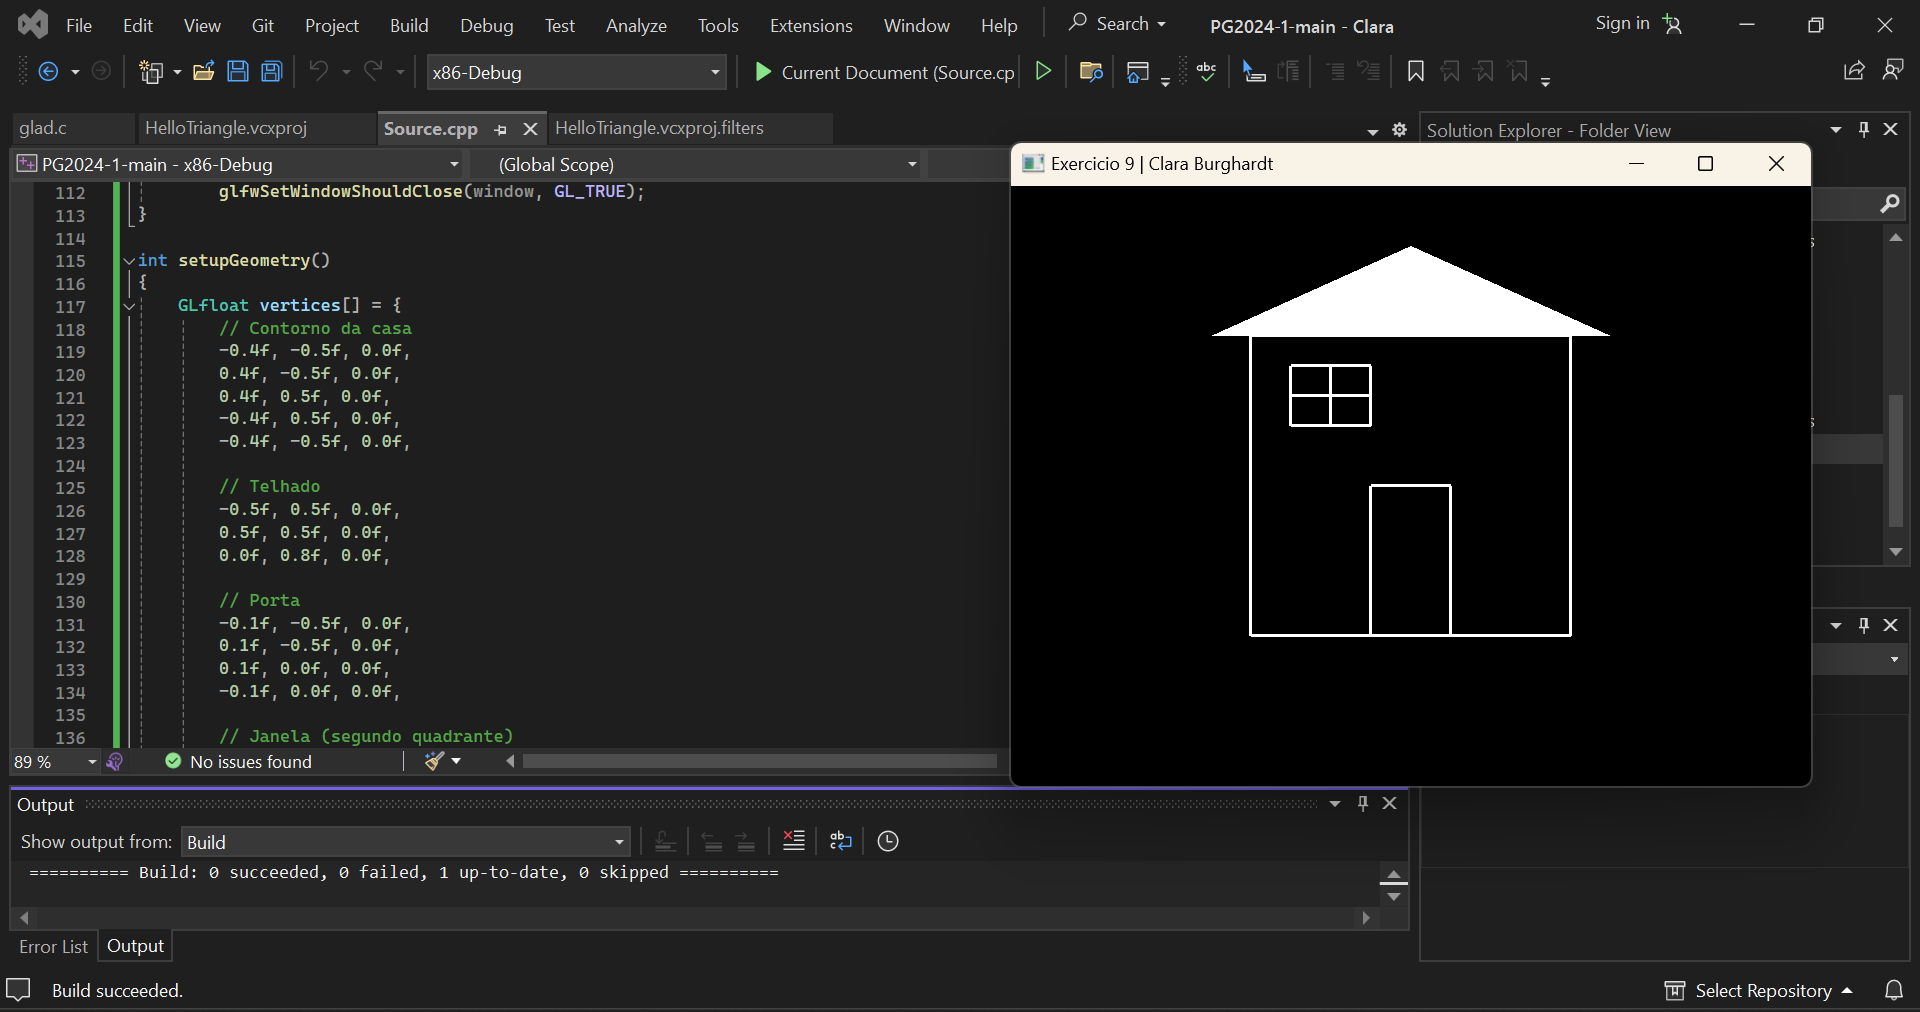 File Edit View Git Project Build Debug Test Analyze Tools Extensions Window Help Search PG2024-1-main - Clara Sign in
x86-Debug Current Document (Source.cp abc
glad.c HelloTriangle.vcxproj Source.cpp HelloTriangle.vcxproj.filters
Solution Explorer - Folder View
PG2024-1-main - x86-Debug (Global Scope)
Exercicio 9 | Clara Burghardt
112 glfwSetWindowShouldClose(window, GL_TRUE);
113 }
114
115 int setupGeometry()
116 {
117 GLfloat vertices[] = {
118 // Contorno da casa
119 -0.4f, -0.5f, 0.0f,
120 0.4f, -0.5f, 0.0f,
121 0.4f, 0.5f, 0.0f,
122 -0.4f, 0.5f, 0.0f,
123 -0.4f, -0.5f, 0.0f,
124
125 // Telhado
126 -0.5f, 0.5f, 0.0f,
127 0.5f, 0.5f, 0.0f,
128 0.0f, 0.8f, 0.0f,
129
130 // Porta
131 -0.1f, -0.5f, 0.0f,
132 0.1f, -0.5f, 0.0f,
133 0.1f, 0.0f, 0.0f,
134 -0.1f, 0.0f, 0.0f,
135
136 // Janela (segundo quadrante)
89 % No issues found
Output
Show output from: Build
========== Build: 0 succeeded, 0 failed, 1 up-to-date, 0 skipped ==========
Error List Output
Build succeeded. Select Repository